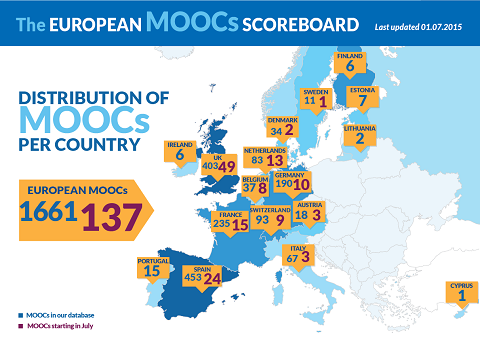 The EUROPEAN MOOCs SCOREBOARD
Last updated 01.07.2015
DISTRIBUTION OF
MOOCs
PER COUNTRY
EUROPEAN MOOCs
1661 137
FINLAND
6
SWEDEN
11 1
ESTONIA
7
DENMARK
34 2
LITHUANIA
2
IRELAND
6
UK
403 49
NETHERLANDS
83 13
BELGIUM
37 8
GERMANY
190 10
FRANCE
235 15
SWITZERLAND
93 9
AUSTRIA
18 3
ITALY
67 3
PORTUGAL
15
SPAIN
453 24
CYPRUS
1
MOOCs in our database
MOOCs starting in July